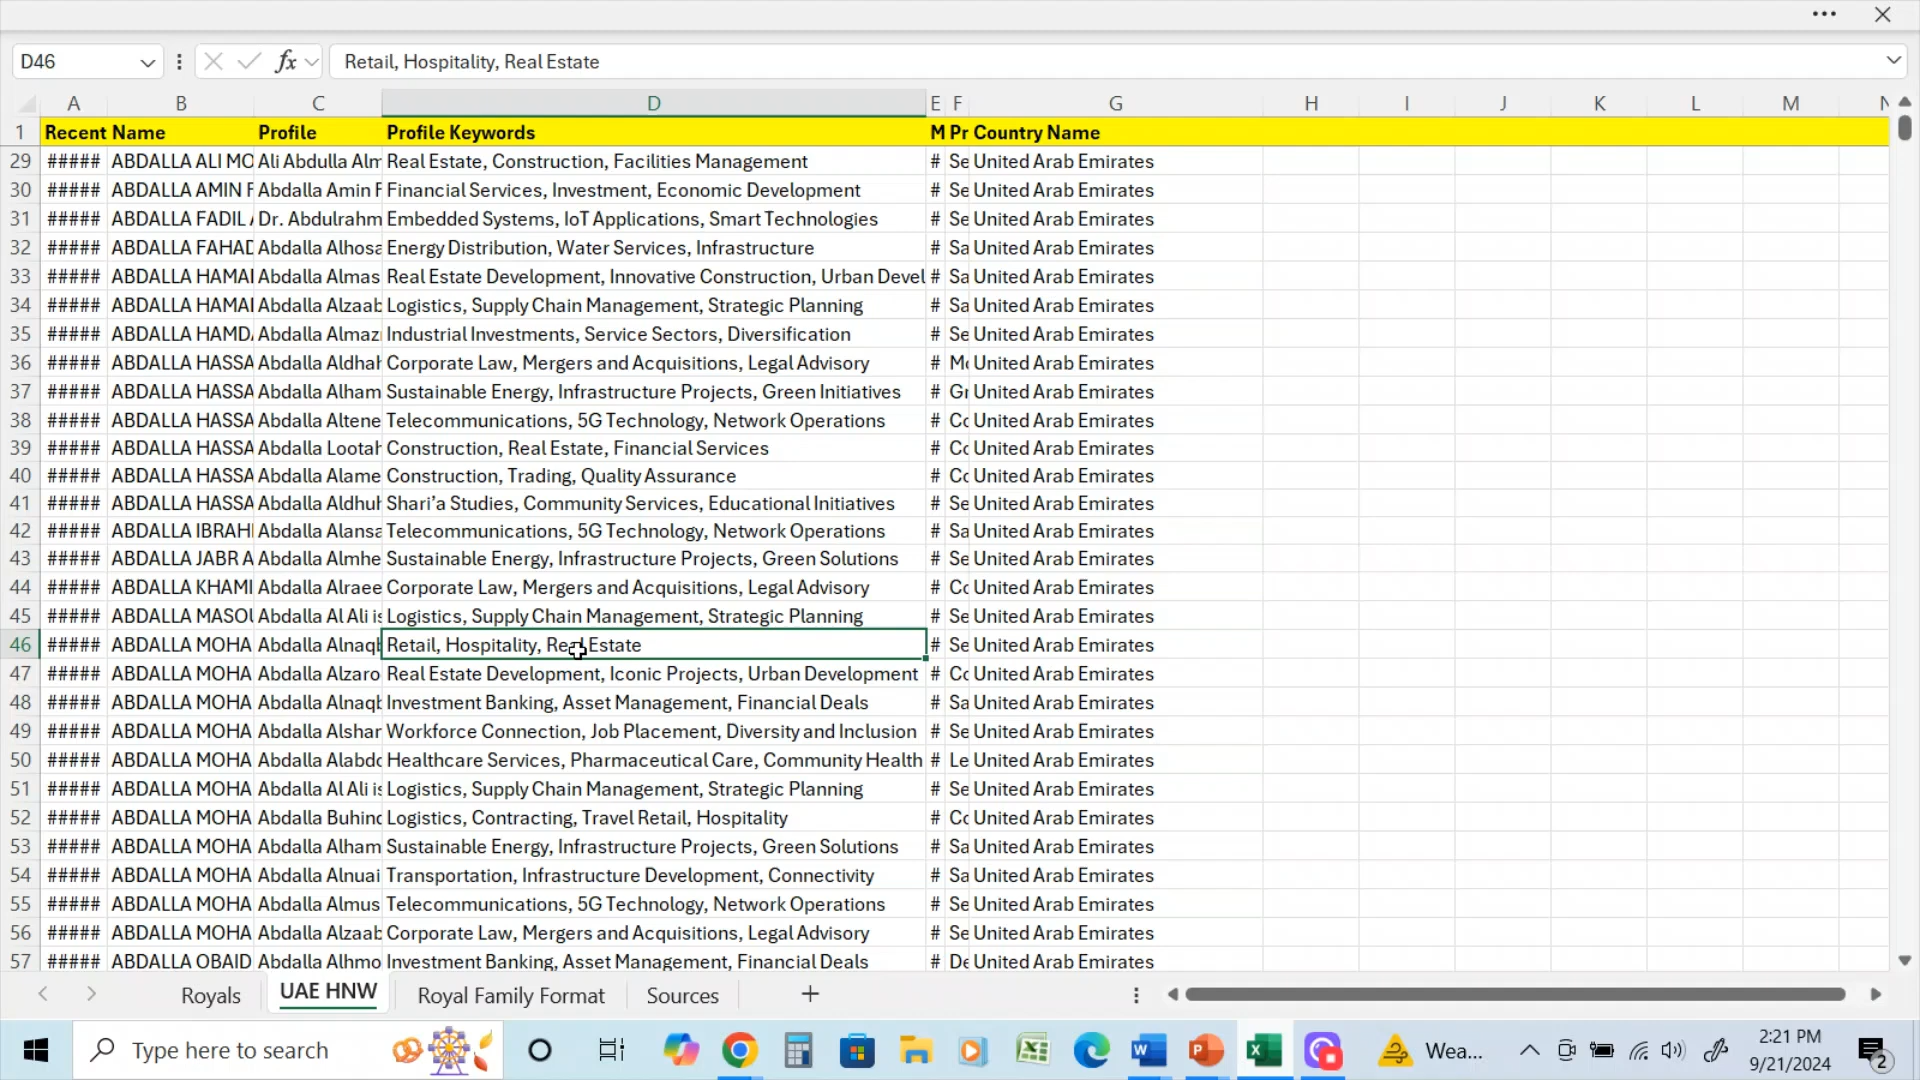 D46 fx Retail, Hospitality, Real Estate
A B C D E F G H I J K L M N
1 Recent Name Profile Profile Keywords M Pr Country Name
29 ##### ABDALLA ALI MO Ali Abdulla Alm Real Estate, Construction, Facilities Management # Se United Arab Emirates
30 ##### ABDALLA AMIN F Abdalla Amin F Financial Services, Investment, Economic Development # Se United Arab Emirates
31 ##### ABDALLA FADIL A Dr. Abdulrahm Embedded Systems, IoT Applications, Smart Technologies # Se United Arab Emirates
32 ##### ABDALLA FAHAD Abdalla Alhosa Energy Distribution, Water Services, Infrastructure # Sa United Arab Emirates
33 ##### ABDALLA HAMAI Abdalla Almas Real Estate Development, Innovative Construction, Urban Devel # Sa United Arab Emirates
34 ##### ABDALLA HAMAI Abdalla Alzaab Logistics, Supply Chain Management, Strategic Planning # Sa United Arab Emirates
35 ##### ABDALLA HAMDA Abdalla Almaz Industrial Investments, Service Sectors, Diversification # Se United Arab Emirates
36 ##### ABDALLA HASSA Abdalla Aldhah Corporate Law, Mergers and Acquisitions, Legal Advisory # Mo United Arab Emirates
37 ##### ABDALLA HASSA Abdalla Alham Sustainable Energy, Infrastructure Projects, Green Initiatives # Gr United Arab Emirates
38 ##### ABDALLA HASSA Abdalla Altene Telecommunications, 5G Technology, Network Operations # Co United Arab Emirates
39 ##### ABDALLA HASSA Abdalla Lootah Construction, Real Estate, Financial Services # Co United Arab Emirates
40 ##### ABDALLA HASSA Abdalla Alame Construction, Trading, Quality Assurance # Co United Arab Emirates
41 ##### ABDALLA HASSA Abdalla Aldhuh Shari’a Studies, Community Services, Educational Initiatives # Se United Arab Emirates
42 ##### ABDALLA IBRAHI Abdalla Alansa Telecommunications, 5G Technology, Network Operations # Sa United Arab Emirates
43 ##### ABDALLA JABR A Abdalla Almhe Sustainable Energy, Infrastructure Projects, Green Solutions # Se United Arab Emirates
44 ##### ABDALLA KHAMI Abdalla Alraee Corporate Law, Mergers and Acquisitions, Legal Advisory # Co United Arab Emirates
45 ##### ABDALLA MASOU Abdalla Al Ali is Logistics, Supply Chain Management, Strategic Planning # Se United Arab Emirates
46 ##### ABDALLA MOHA Abdalla Alnaqb Retail, Hospitality, Real Estate # Se United Arab Emirates
47 ##### ABDALLA MOHA Abdalla Alzaro Real Estate Development, Iconic Projects, Urban Development # Co United Arab Emirates
48 ##### ABDALLA MOHA Abdalla Alnaqb Investment Banking, Asset Management, Financial Deals # Sa United Arab Emirates
49 ##### ABDALLA MOHA Abdalla Alshar Workforce Connection, Job Placement, Diversity and Inclusion # Se United Arab Emirates
50 ##### ABDALLA MOHA Abdalla Alabdo Healthcare Services, Pharmaceutical Care, Community Health # Le United Arab Emirates
51 ##### ABDALLA MOHA Abdalla Al Ali is Logistics, Supply Chain Management, Strategic Planning # Se United Arab Emirates
52 ##### ABDALLA MOHA Abdalla Buhind Logistics, Contracting, Travel Retail, Hospitality # Co United Arab Emirates
53 ##### ABDALLA MOHA Abdalla Alham Sustainable Energy, Infrastructure Projects, Green Solutions # Sa United Arab Emirates
54 ##### ABDALLA MOHA Abdalla Alnuai Transportation, Infrastructure Development, Connectivity # Sa United Arab Emirates
55 ##### ABDALLA MOHA Abdalla Almus Telecommunications, 5G Technology, Network Operations # Se United Arab Emirates
56 ##### ABDALLA MOHA Abdalla Alzaab Corporate Law, Mergers and Acquisitions, Legal Advisory # Se United Arab Emirates
57 ##### ABDALLA OBAID Abdalla Alhmo Investment Banking, Asset Management, Financial Deals # De United Arab Emirates
Royals UAE HNW Royal Family Format Sources
Type here to search Wea... 2:21 PM
9/21/2024 2